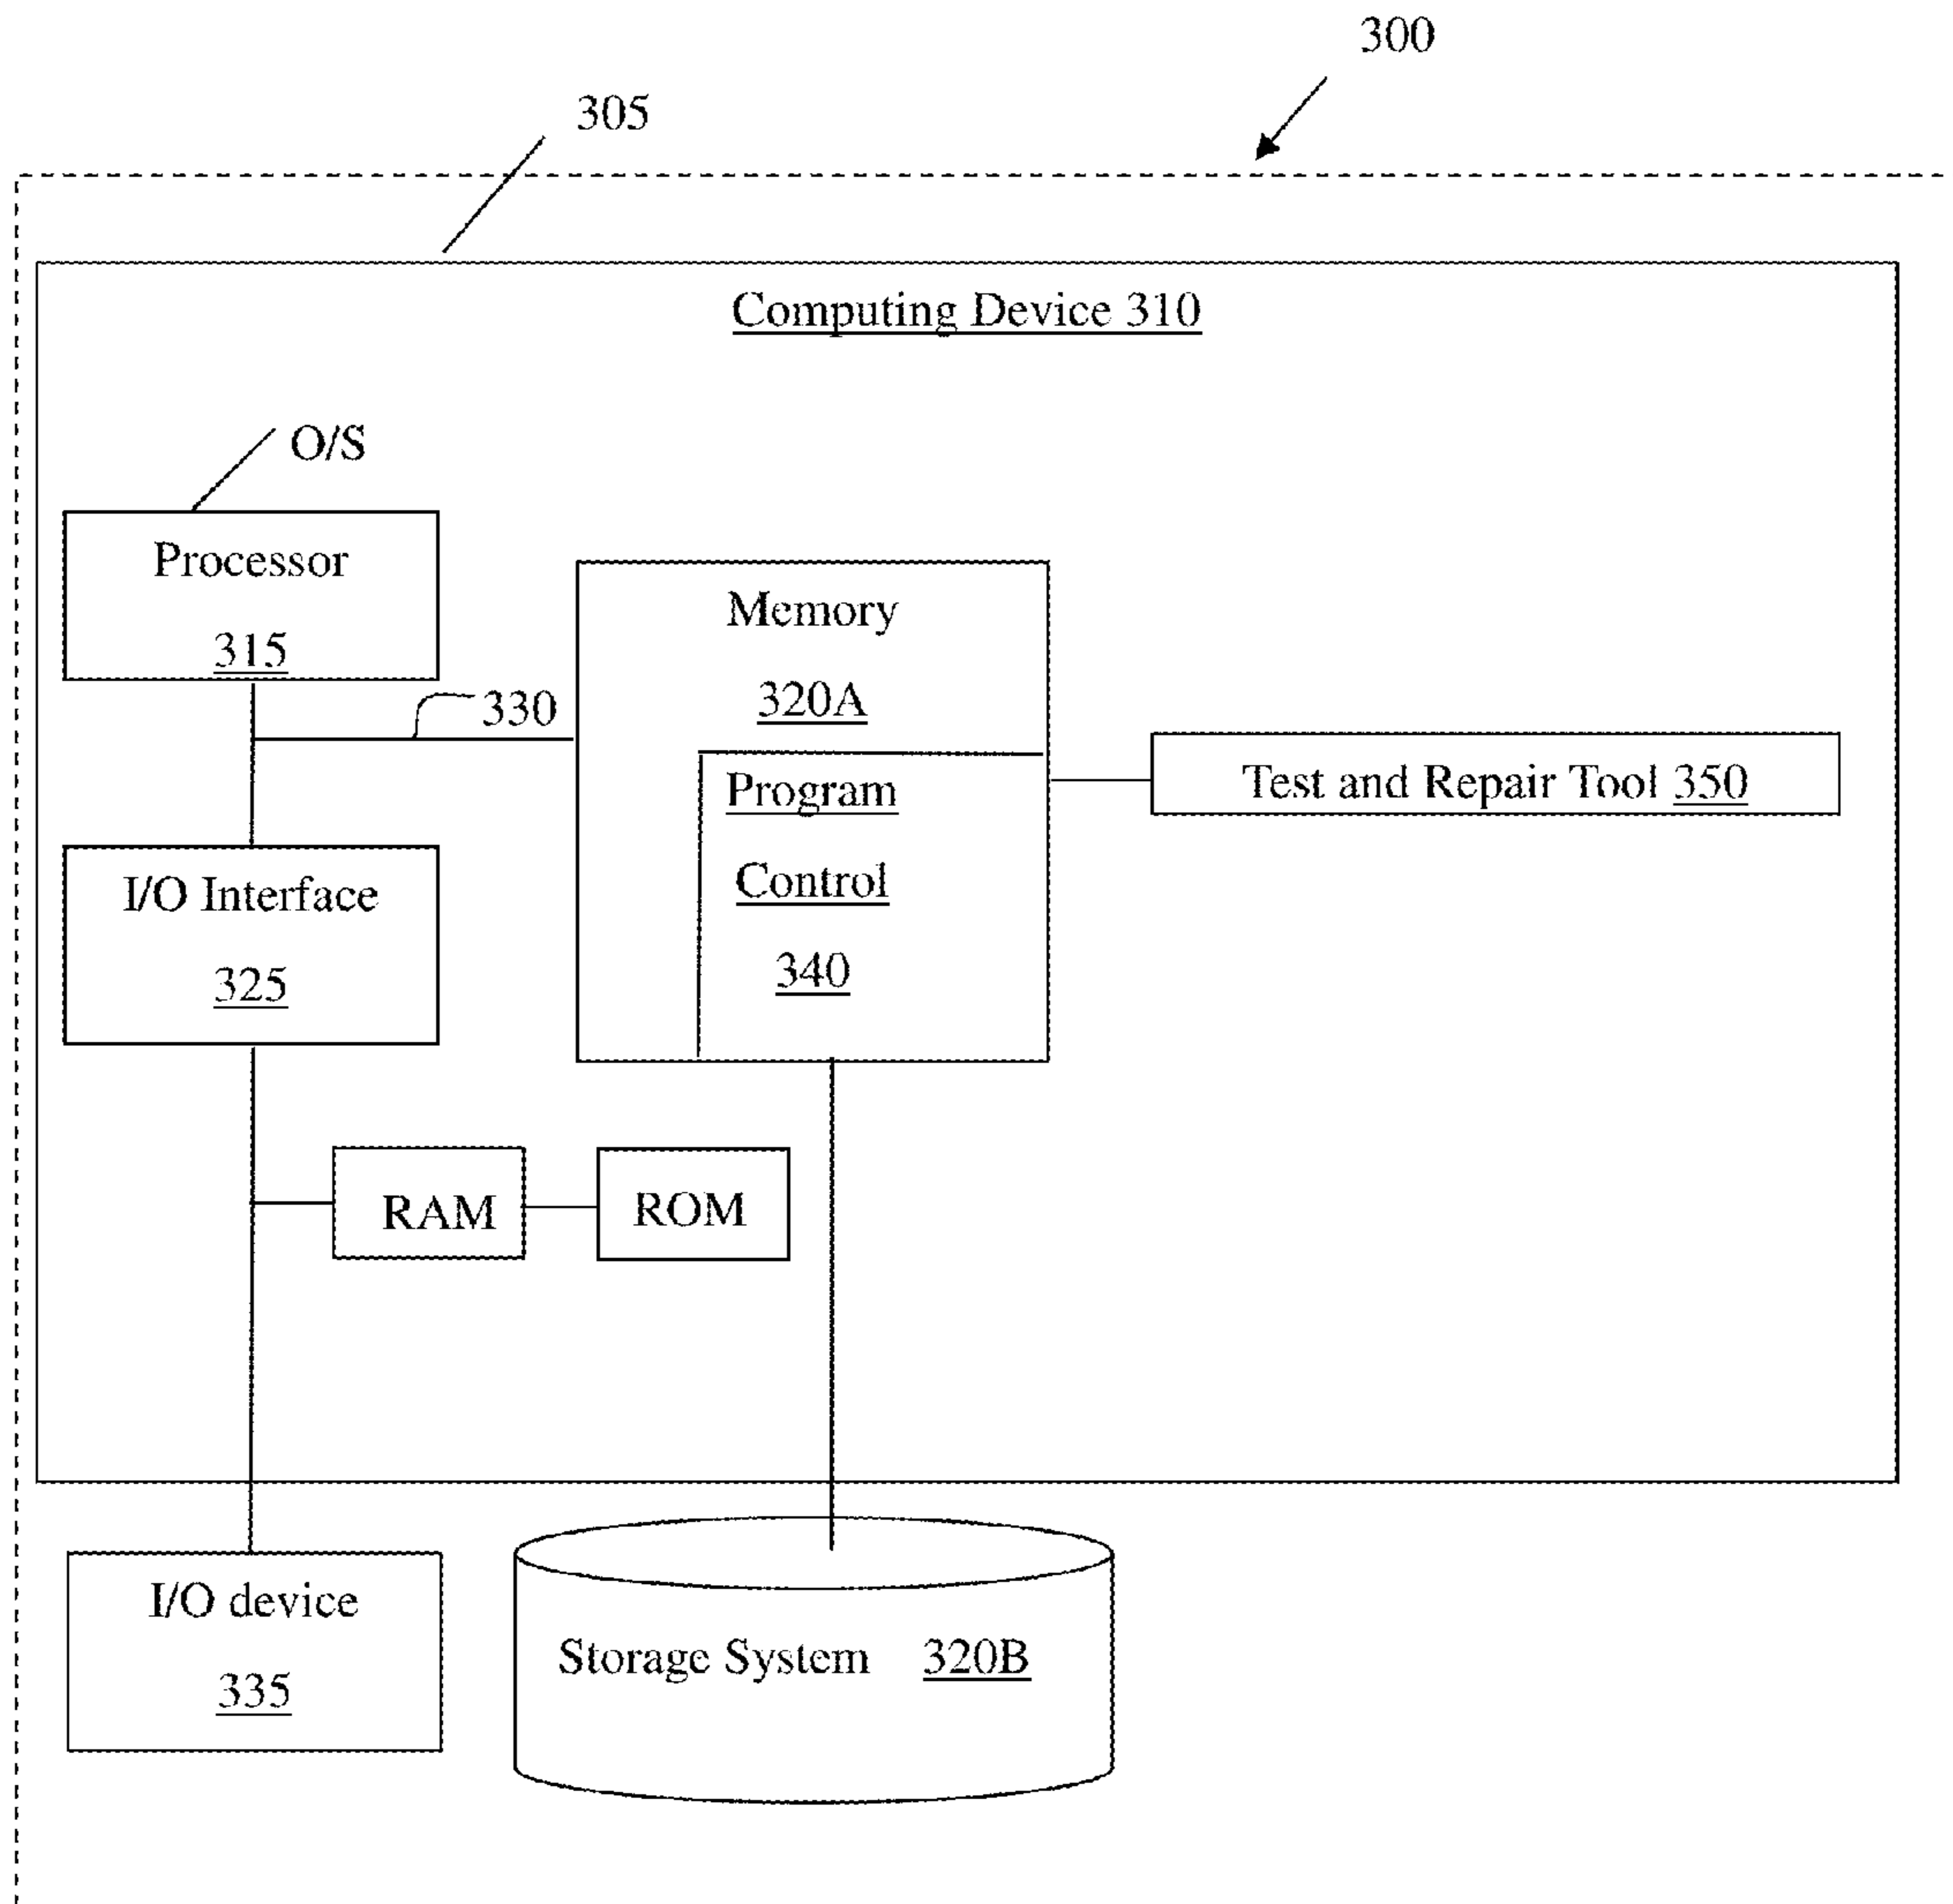 300
305
Computing Device 310
O/S
Processor
315
330
Memory
320A
Program
Control
340
Test and Repair Tool 350
I/O Interface
325
RAM
ROM
I/O device
335
Storage System 320B